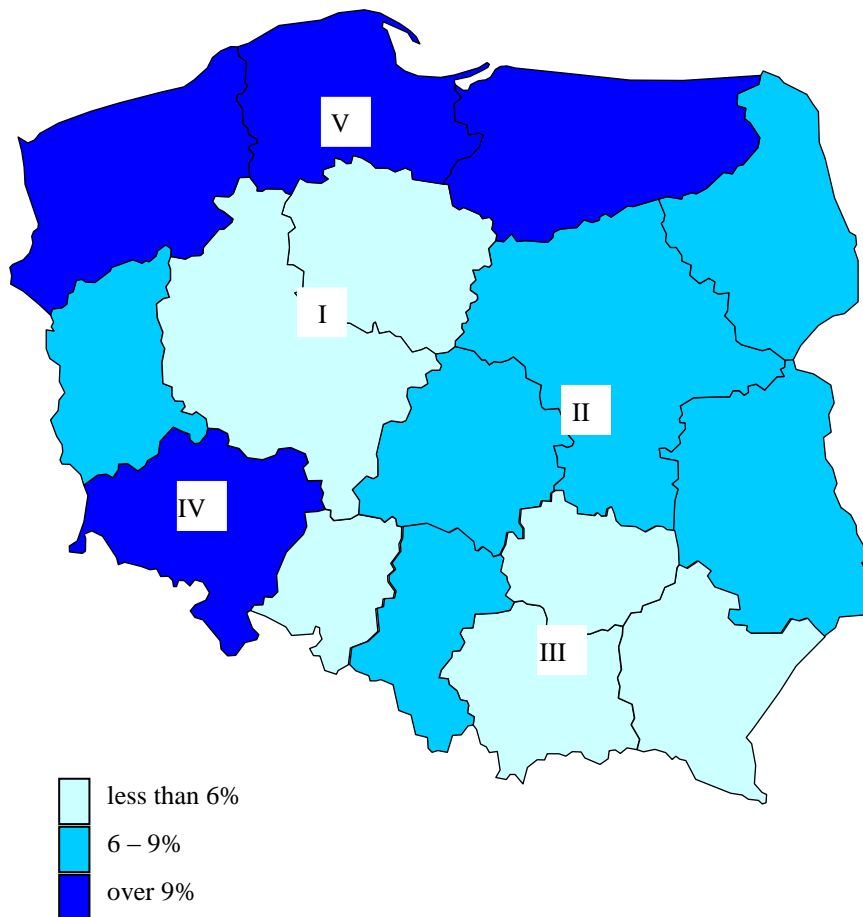 V
I
II
IV
III
less than 6%
6 – 9%
over 9%